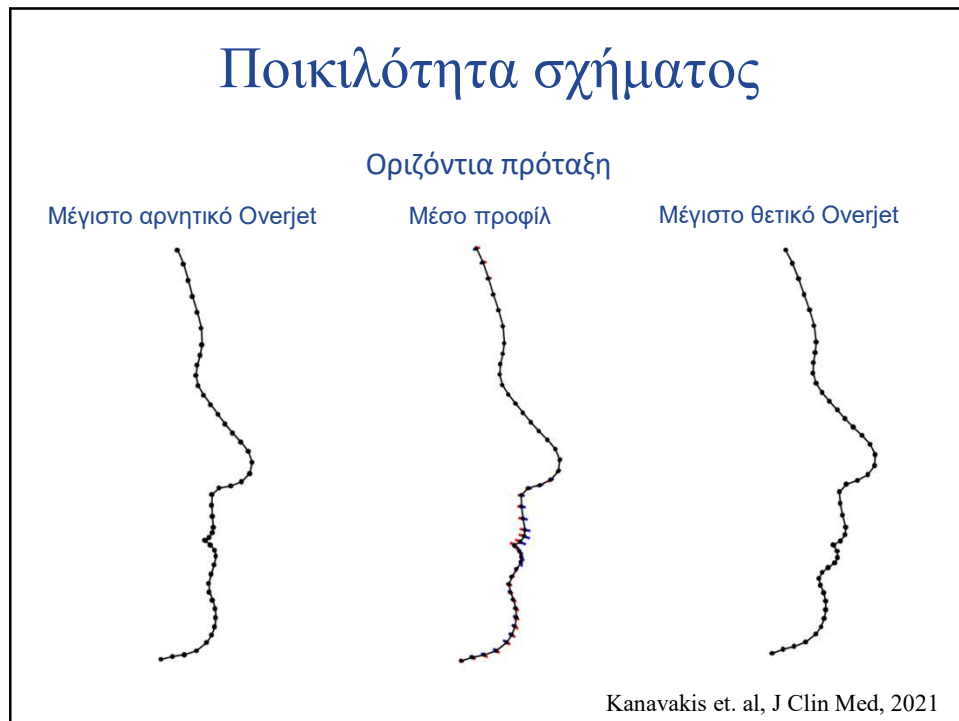 Ποικιλότητα σχήματος
Οριζόντια πρόταξη
Μέγιστο αρνητικό Overjet
Μέσο προφίλ
Μέγιστο θετικό Overjet
Kanavakis et. al, J Clin Med, 2021